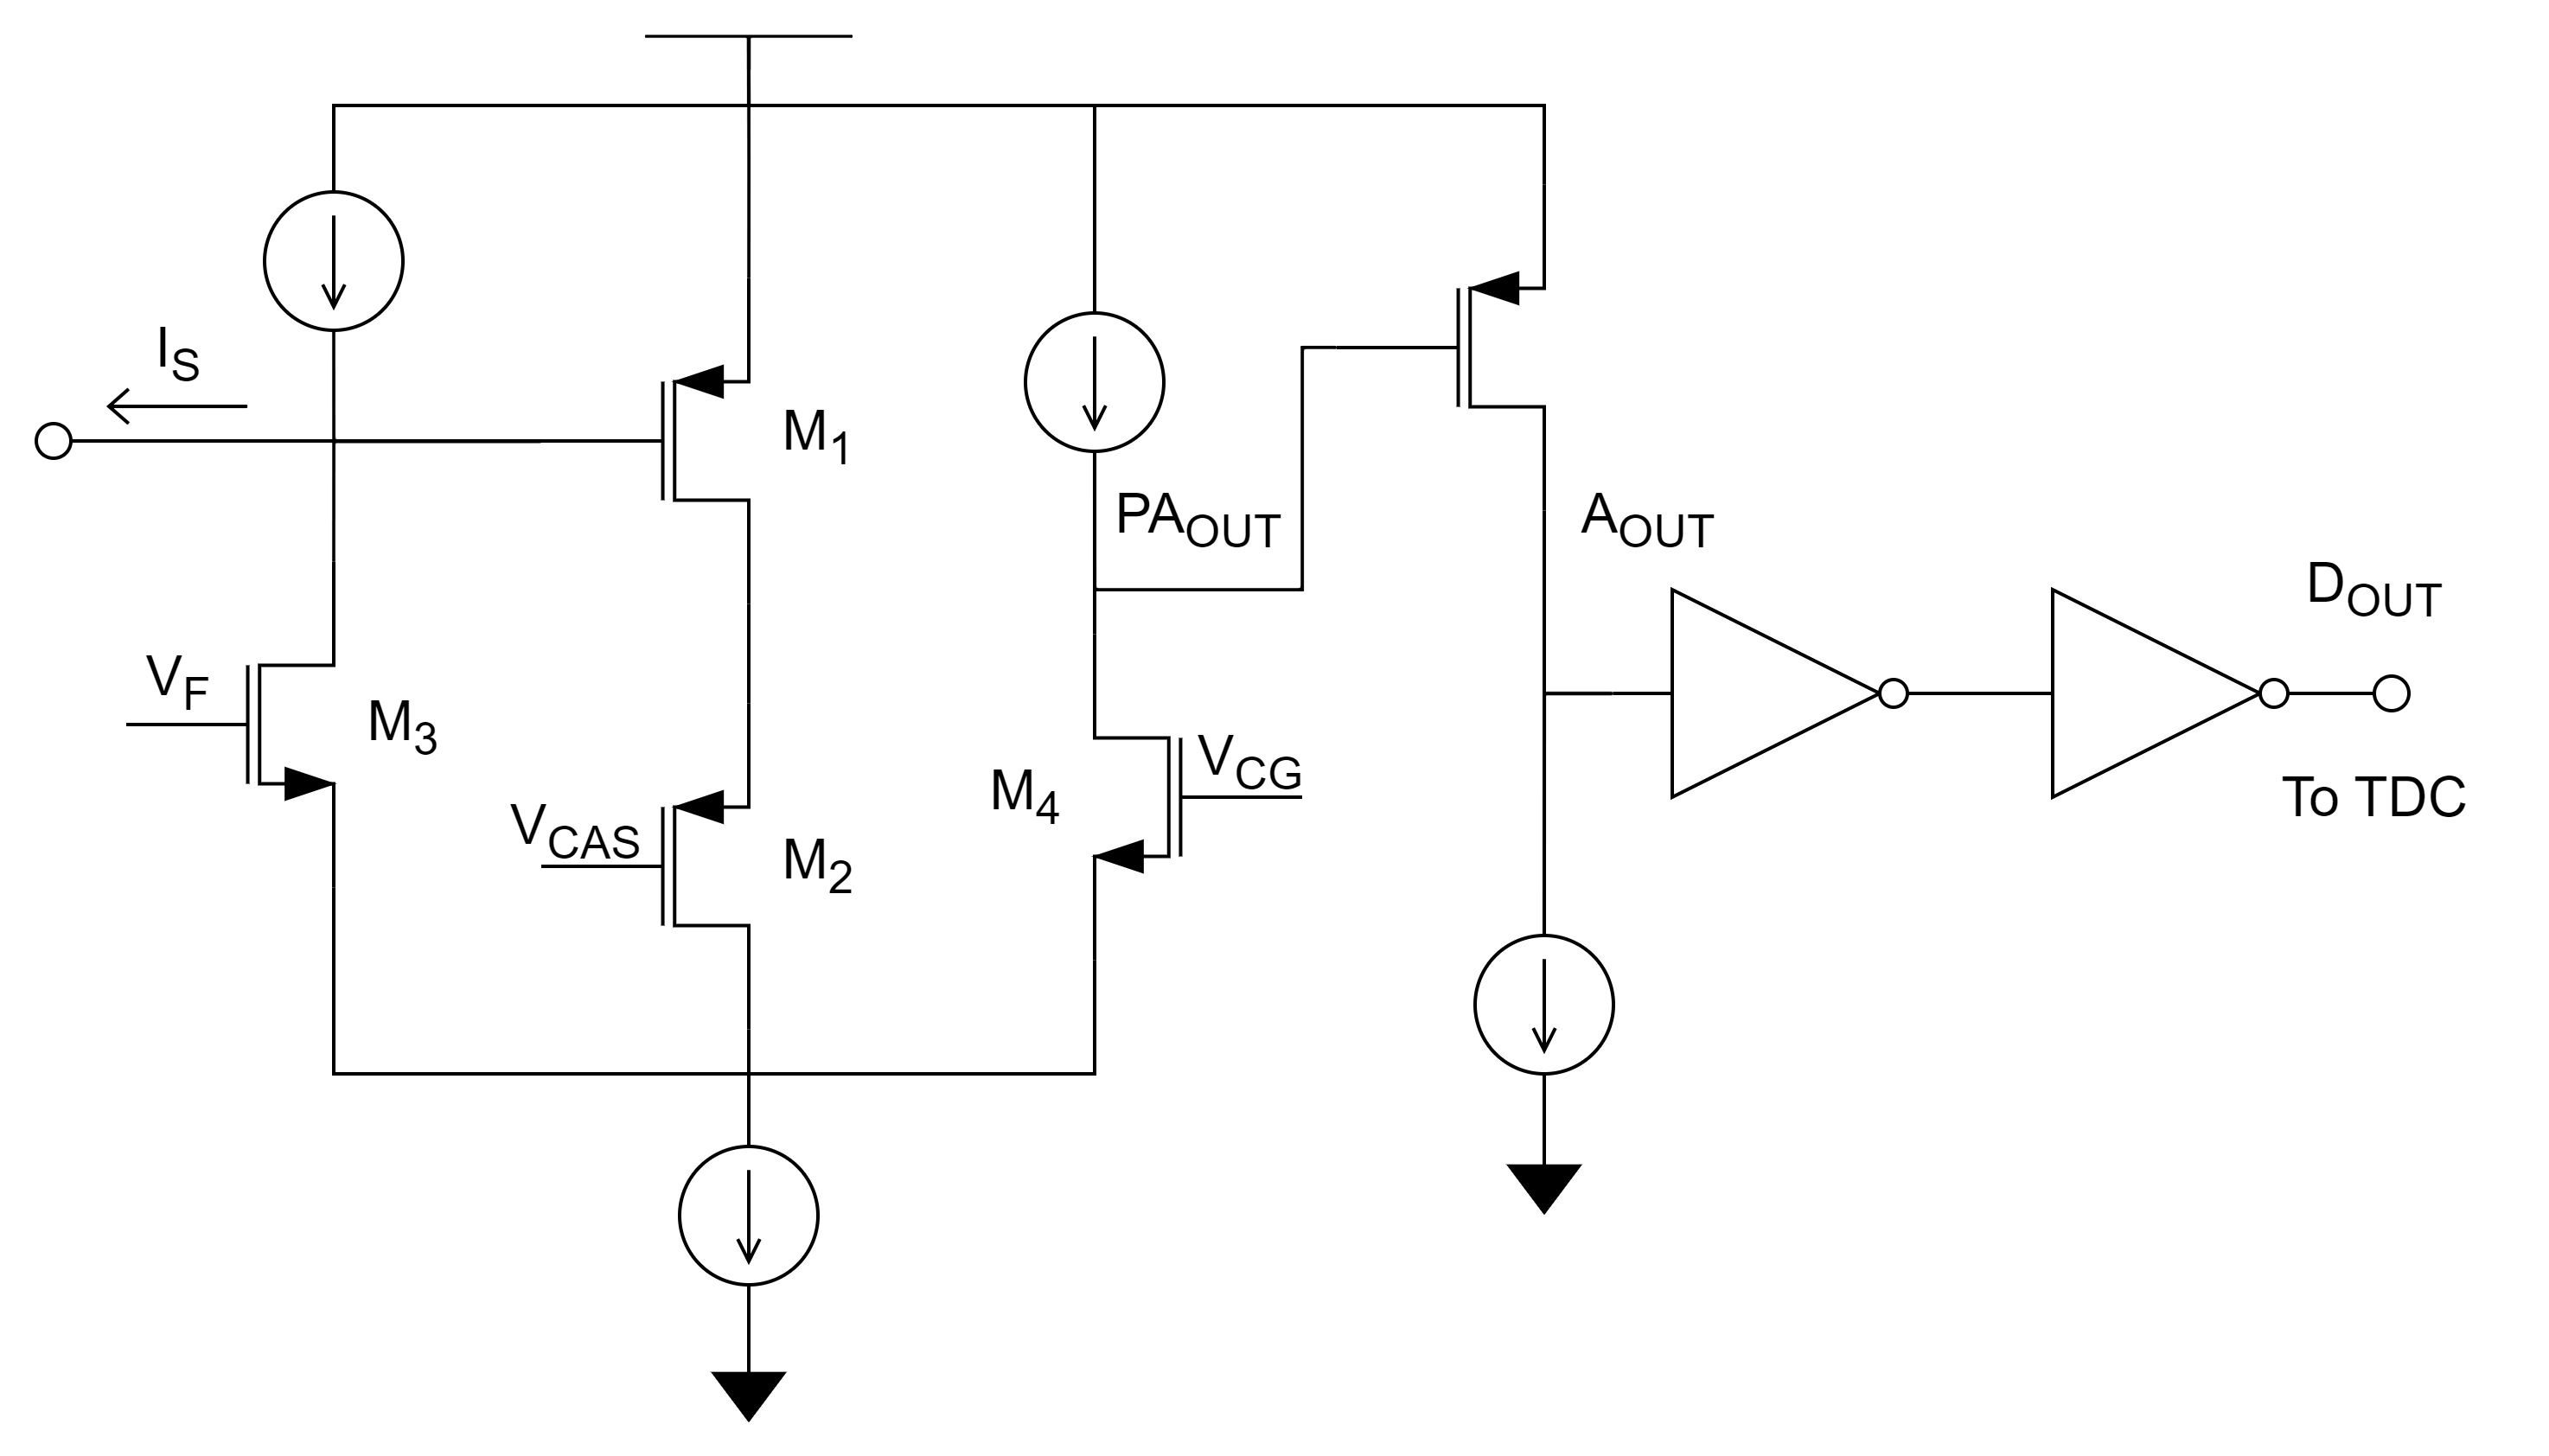 I_S
M_1
PA_OUT
A_OUT
D_OUT
V_F
M_3
V_CG
M_4
To TDC
V_CAS
M_2